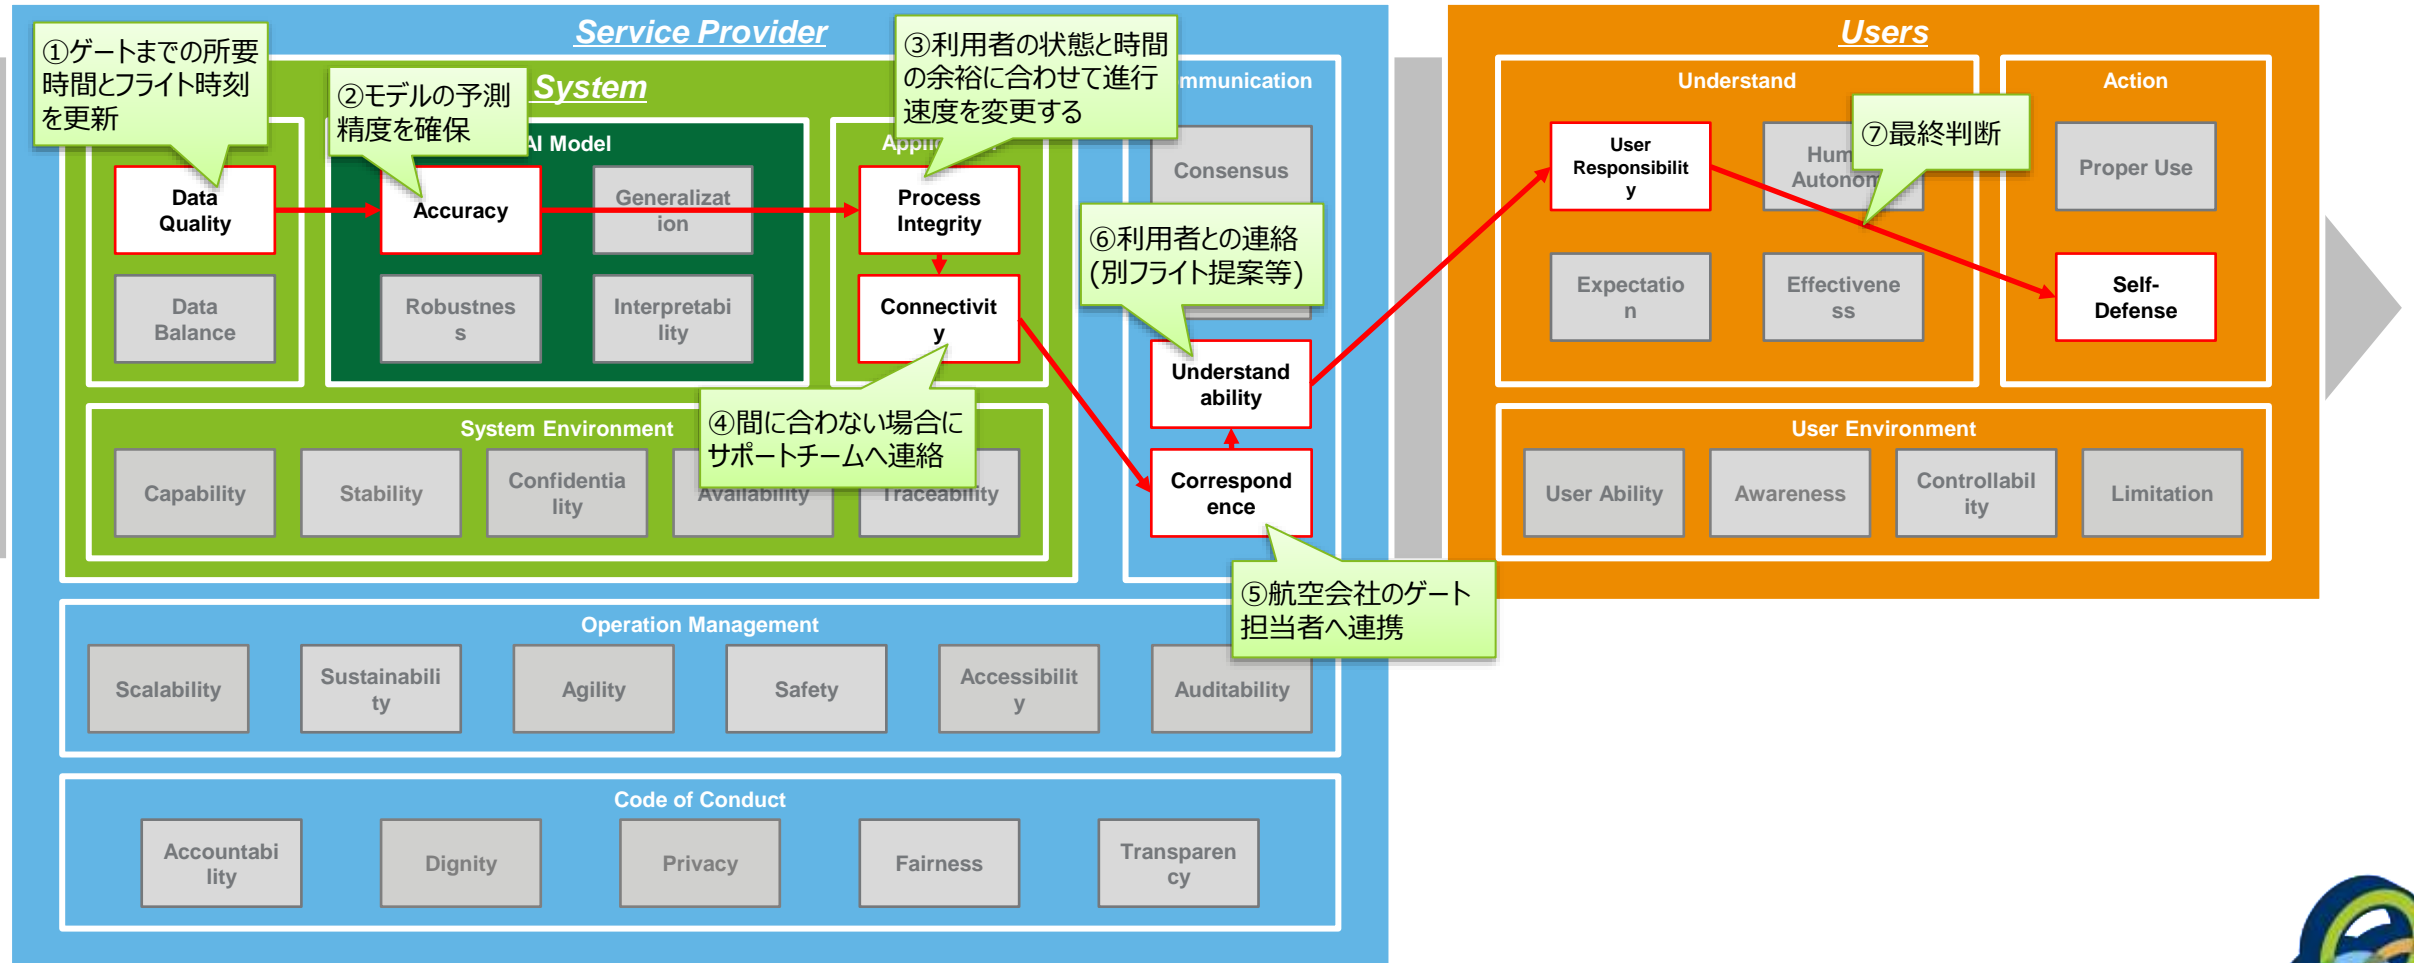 Service Provider
Users
①ゲートまでの所要
時間とフライト時刻
を更新
System
②モデルの予測
精度を確保
③利用者の状態と時間
の余裕に合わせて進行
速度を変更する
mmunication
AI Model
Data
Quality
Data
Balance
Accuracy
Generalizat
ion
Robustnes
s
Interpretabi
lity
Process
Integrity
Connectivit
y
Consensus
⑥利用者との連絡
(別フライト提案等)
Understand
ability
Correspond
ence
④間に合わない場合に
サポートチームへ連絡
⑤航空会社のゲート
担当者へ連携
System Environment
Capability
Stability
Confidentia
lity
Availability
Traceability
Operation Management
Scalability
Sustainabili
ty
Agility
Safety
Accessibilit
y
Auditability
Code of Conduct
Accountabi
lity
Dignity
Privacy
Fairness
Transparen
cy
Understand
Action
User
Responsibilit
y
Hum
Autonom
⑦最終判断
Proper Use
Expectatio
n
Effectivene
ss
Self-
Defense
User Environment
User Ability
Awareness
Controllabil
ity
Limitation